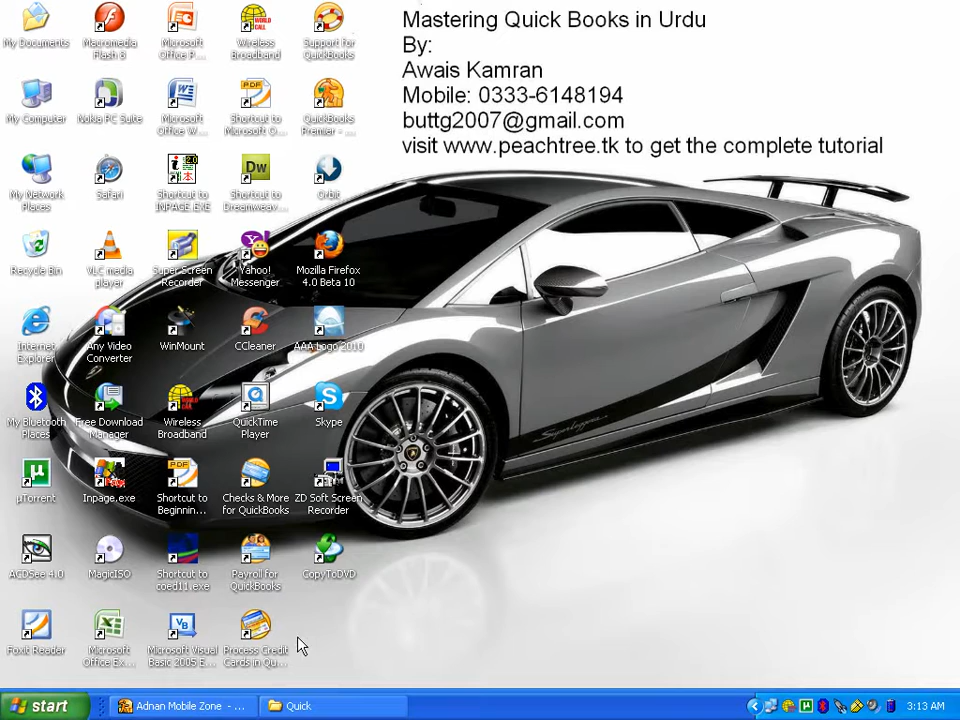 Mastering Quick Books in Urdu
By:
Awais Kamran
Mobile: 0333-6148194
buttg2007@gmail.com
visit www.peachtree.tk to get the complete tutorial
My Documents
Macromedia
Flash 8
Microsoft
Office P...
Wireless
Broadband
Support for
QuickBooks
My Computer
Nokia PC Suite
Microsoft
Office W...
Shortcut to
Microsoft O...
QuickBooks
Premier - ...
My Network
Places
Safari
Shortcut to
INPAGE.EXE
Shortcut to
Dreamweav...
Orbit
Recycle Bin
VLC media
player
Super Screen
Recorder
Yahoo!
Messenger
Mozilla Firefox
4.0 Beta 10
Internet
Explorer
Any Video
Converter
WinMount
CCleaner
AAA Logo 2010
My Bluetooth
Places
Free Download
Manager
Wireless
Broadband
QuickTime
Player
Skype
µTorrent
Inpage.exe
Shortcut to
Beginnin...
Checks & More
for QuickBooks
ZD Soft Screen
Recorder
ACDSee 4.0
MagicISO
Shortcut to
coed11.exe
Payroll for
QuickBooks
CopyToDVD
Foxit Reader
Microsoft
Office Ex...
Microsoft Visual
Basic 2005 E...
Process Credit
Cards in Qu...
start
Adnan Mobile Zone - ...
Quick
3:13 AM